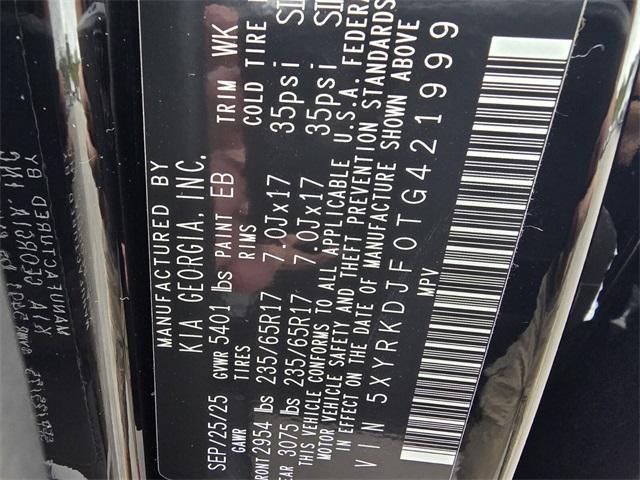 MANUFACTURED BY
KIA GEORGIA, INC.
SEP/25/25 GVWR 5401 lbs PAINT EB TRIM WK
GAWR TIRES RIMS COLD TIRE
FRONT 2954 lbs 235/65R17 7.0Jx17 35psi
REAR 3075 lbs 235/65R17 7.0Jx17 35psi
THIS VEHICLE CONFORMS TO ALL APPLICABLE U.S.A. FEDERAL
MOTOR VEHICLE SAFETY AND THEFT PREVENTION STANDARDS
IN EFFECT ON THE DATE OF MANUFACTURE SHOWN ABOVE
VIN 5XYRKDJF0TG421999
MPV